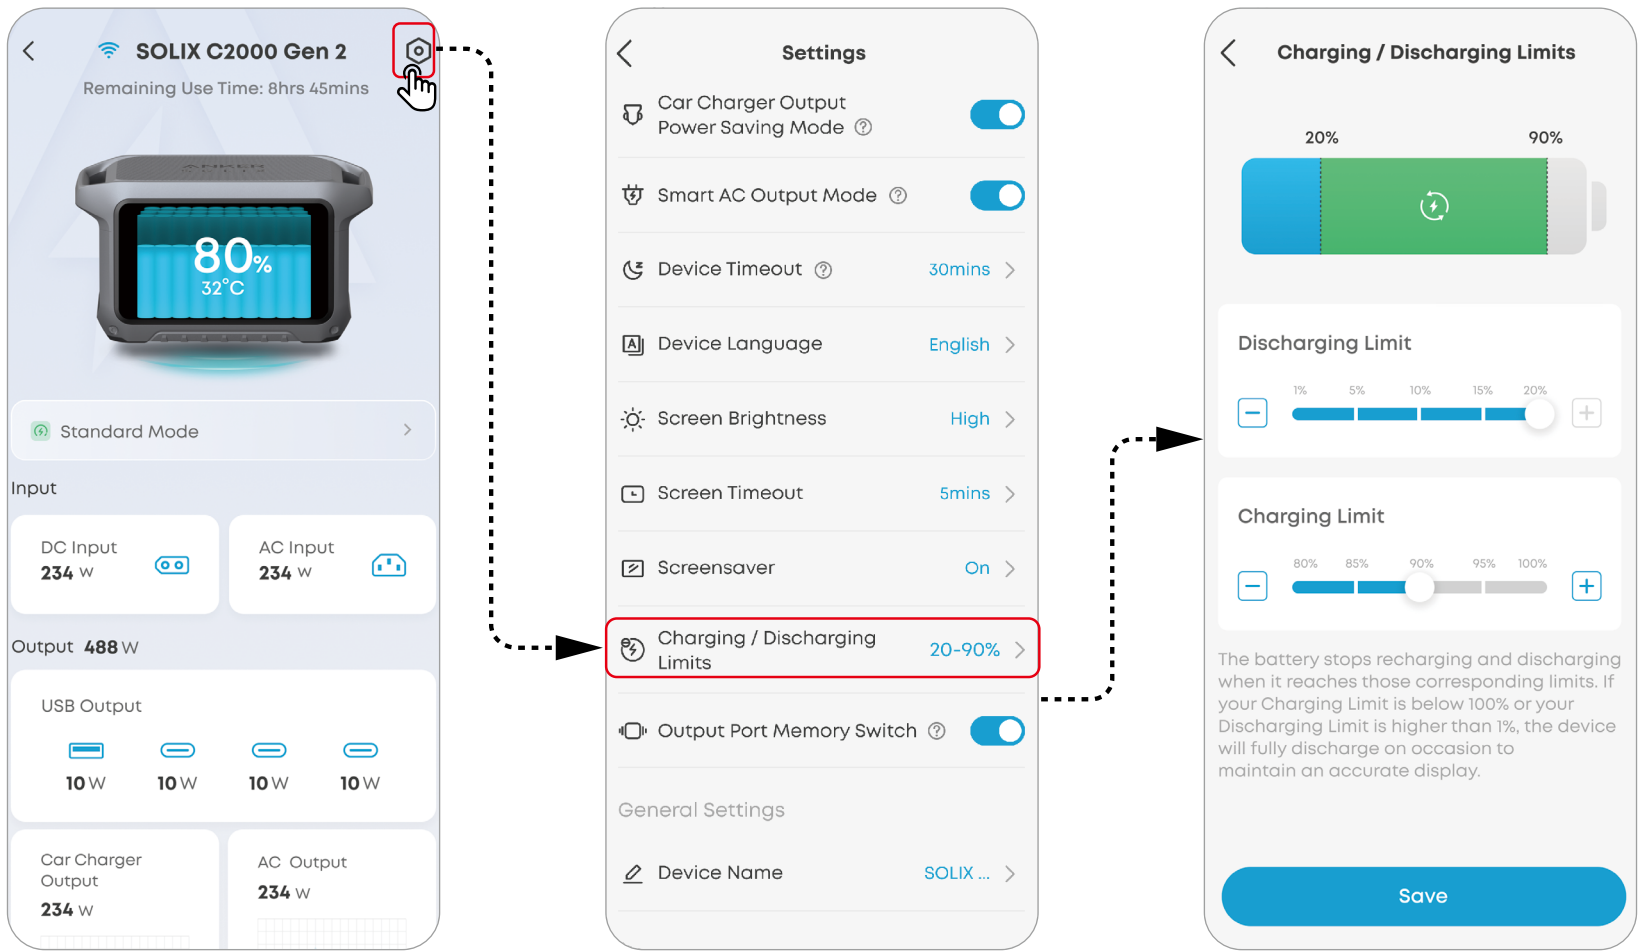 SOLIX C2000 Gen 2
Remaining Use Time: 8hrs 45mins
ANKER
80%
32°C
Standard Mode
Input
DC Input
234 W
AC Input
234 W
Output 488 W
USB Output
10 W
10 W
10 W
10 W
Car Charger
Output
234 W
AC Output
234 W
Settings
Car Charger Output
Power Saving Mode ?
Smart AC Output Mode ?
Device Timeout ? 30mins
Device Language English
Screen Brightness High
Screen Timeout 5mins
Screensaver On
Charging / Discharging
Limits
20-90%
Output Port Memory Switch ?
General Settings
Device Name SOLIX ...
Charging / Discharging Limits
20% 90%
Discharging Limit
1% 5% 10% 15% 20%
Charging Limit
80% 85% 90% 95% 100%
The battery stops recharging and discharging
when it reaches those corresponding limits. If
your Charging Limit is below 100% or your
Discharging Limit is higher than 1%, the device
will fully discharge on occasion to
maintain an accurate display.
Save